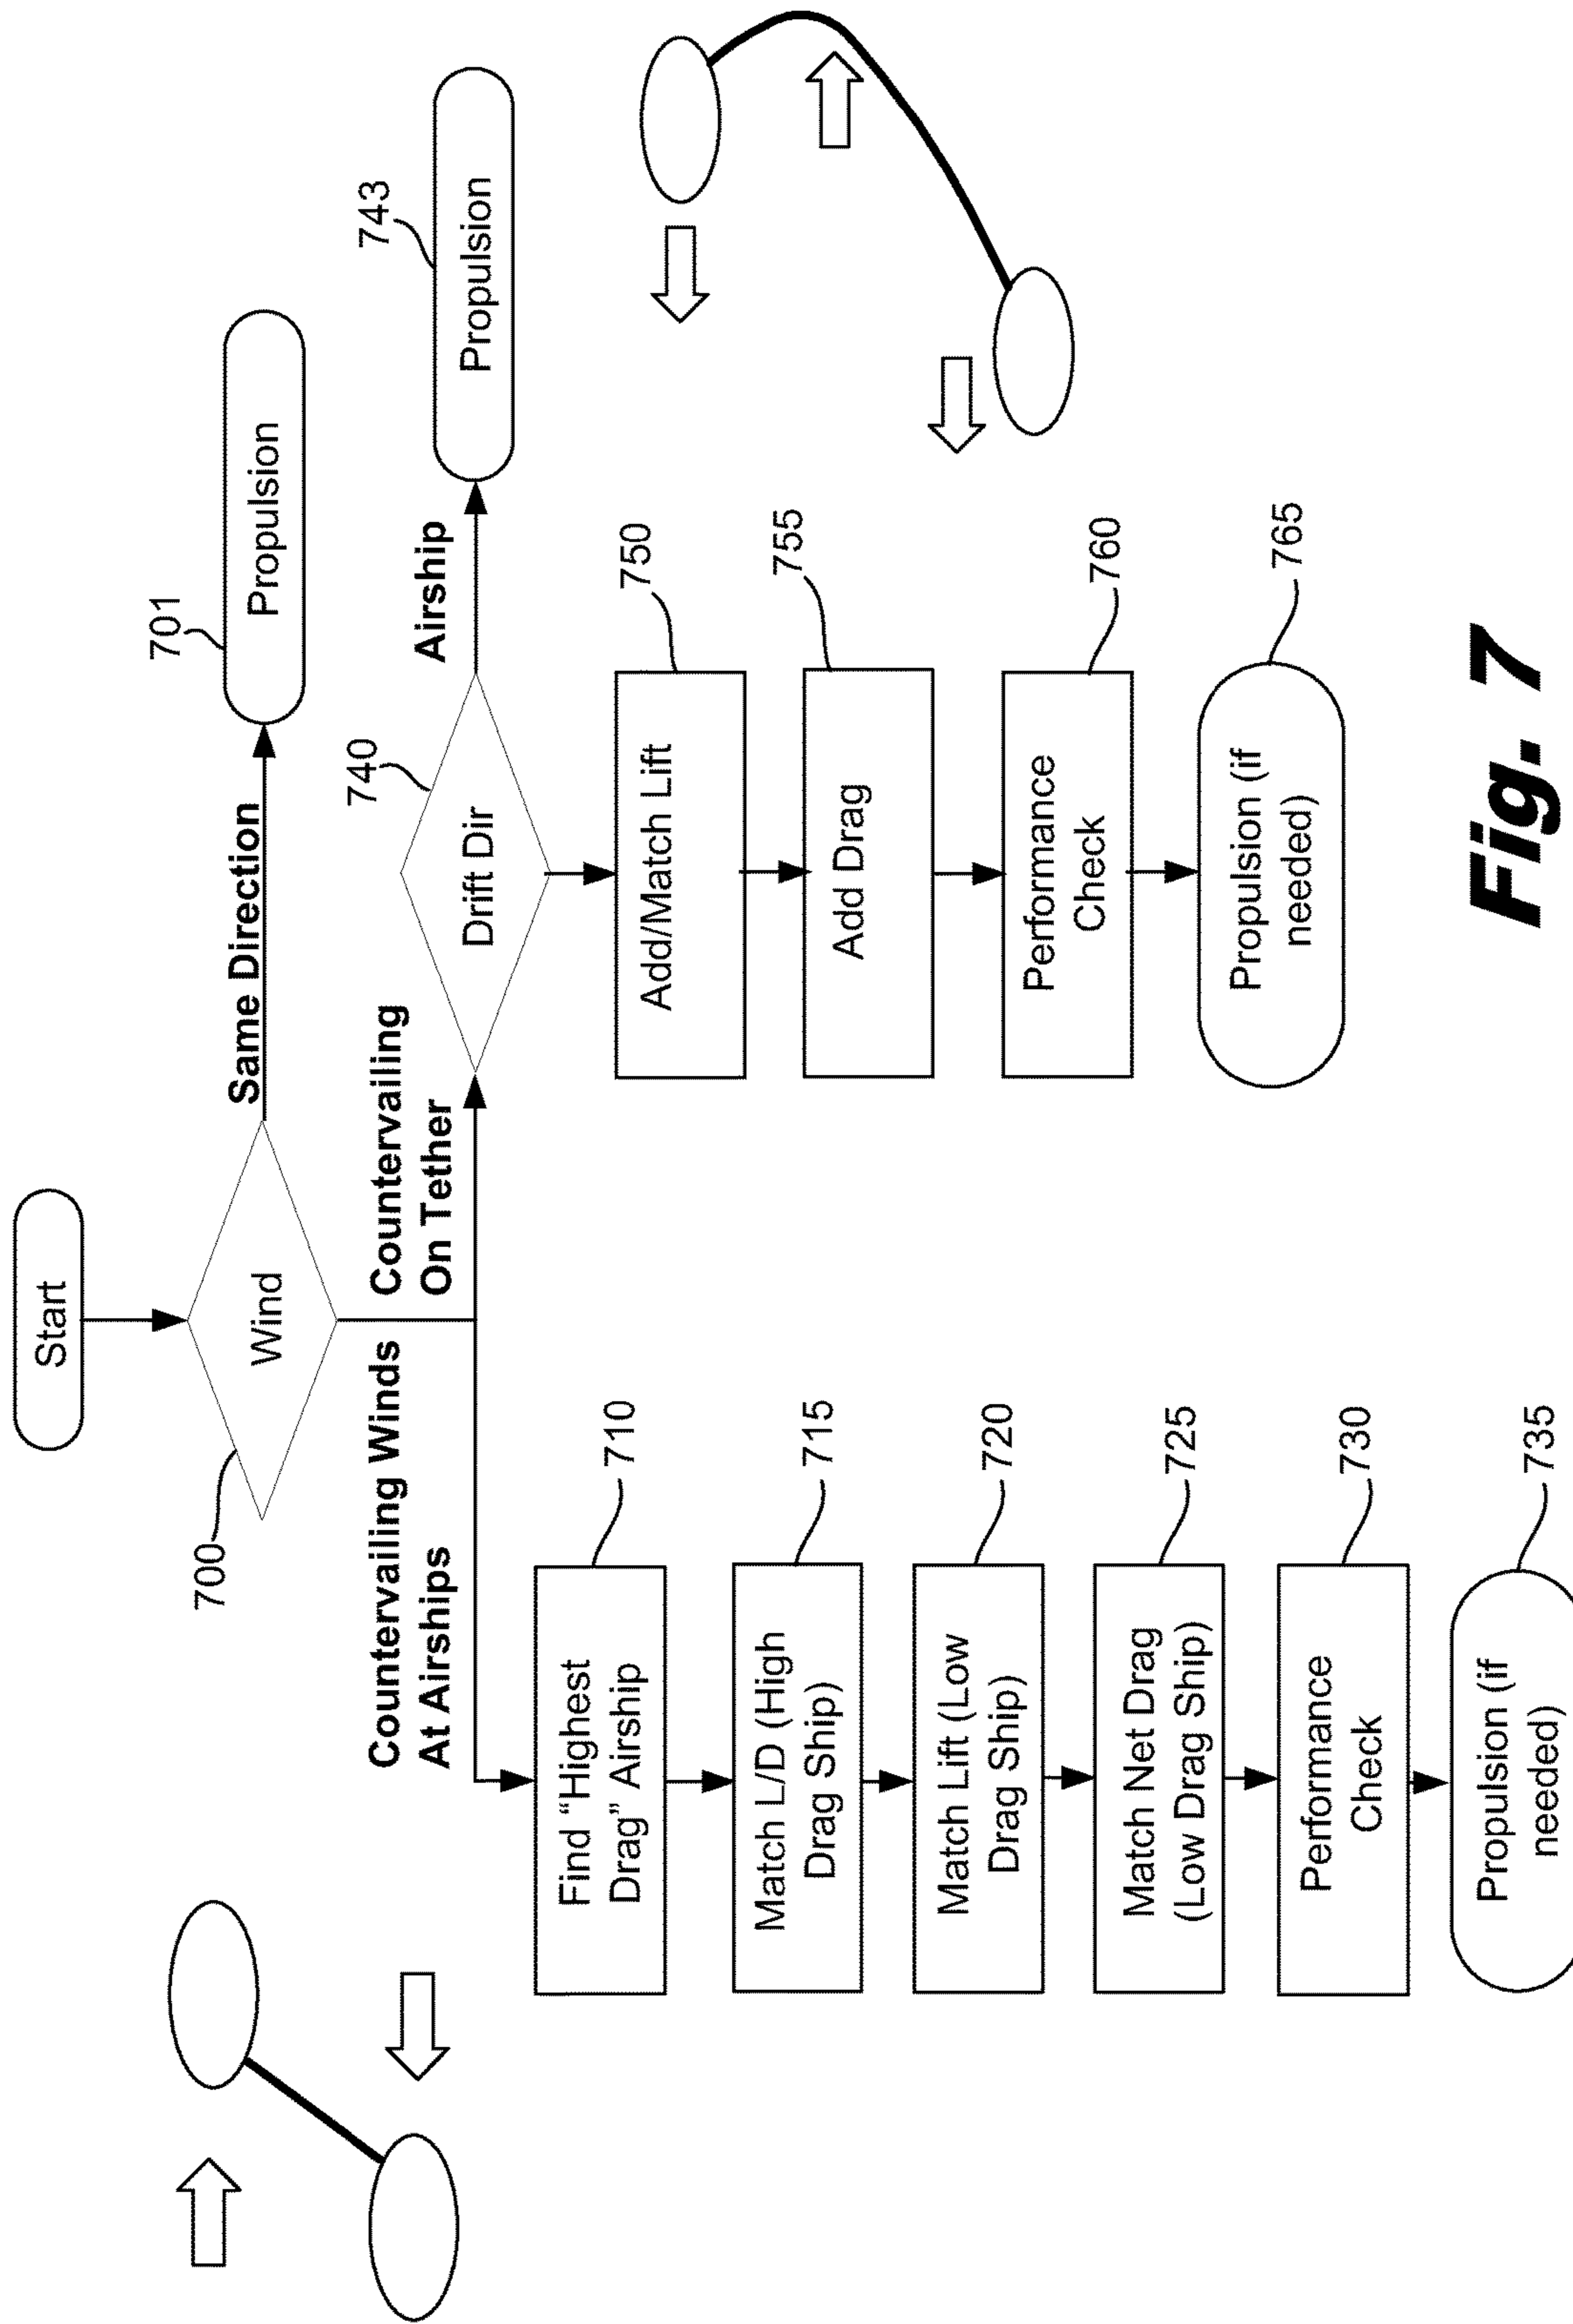 Start
700
Wind
Same Direction
701
Propulsion
Countervailing Winds
At Airships
Countervailing
On Tether
740
Drift Dir
Airship
743
Propulsion
Find “Highest
Drag” Airship
710
Match L/D (High
Drag Ship)
715
Match Lift (Low
Drag Ship)
720
Match Net Drag
(Low Drag Ship)
725
Performance
Check
730
Propulsion (if
needed)
735
Add/Match Lift
750
Add Drag
755
Performance
Check
760
Propulsion (if
needed)
765
Fig. 7